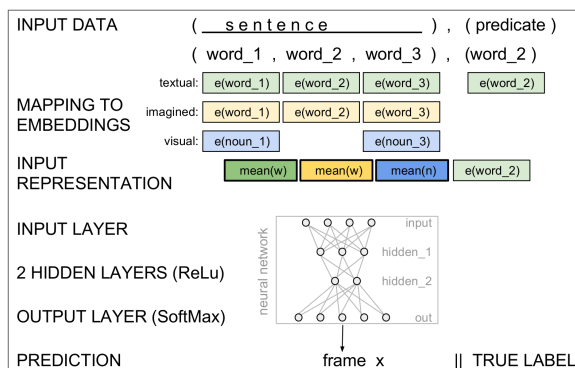 INPUT DATA ( sentence ) , ( predicate )
( word_1 , word_2 , word_3 ) , (word_2)
textual: e(word_1) e(word_2) e(word_3) e(word_2)
MAPPING TO EMBEDDINGS
imagined: e(word_1) e(word_2) e(word_3)
visual: e(noun_1) e(noun_3)
INPUT REPRESENTATION
mean(w) mean(w) mean(n) e(word_2)
INPUT LAYER
neural network
input
hidden_1
2 HIDDEN LAYERS (ReLu)
hidden_2
OUTPUT LAYER (SoftMax)
out
PREDICTION frame x || TRUE LABEL